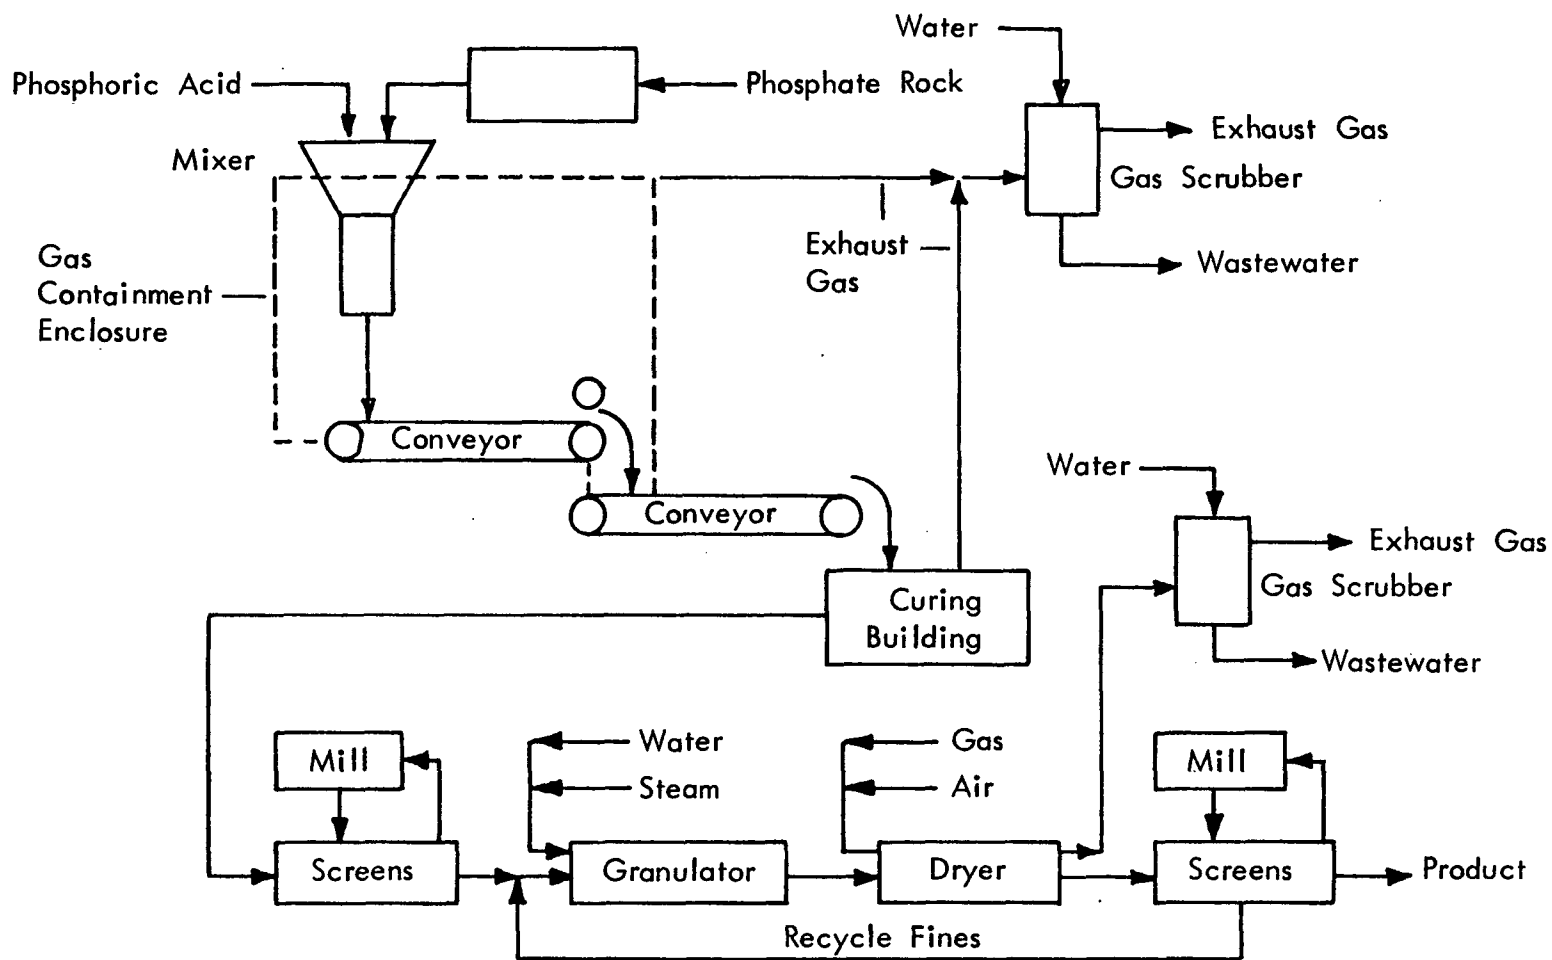 Water
Phosphoric Acid
Phosphate Rock
Exhaust Gas
Mixer
Gas Scrubber
Gas
Containment
Enclosure
Exhaust
Gas
Wastewater
Conveyor
Conveyor
Water
Exhaust Gas
Gas Scrubber
Curing
Building
Wastewater
Mill
Water
Steam
Gas
Air
Mill
Screens
Granulator
Dryer
Screens
Product
Recycle Fines